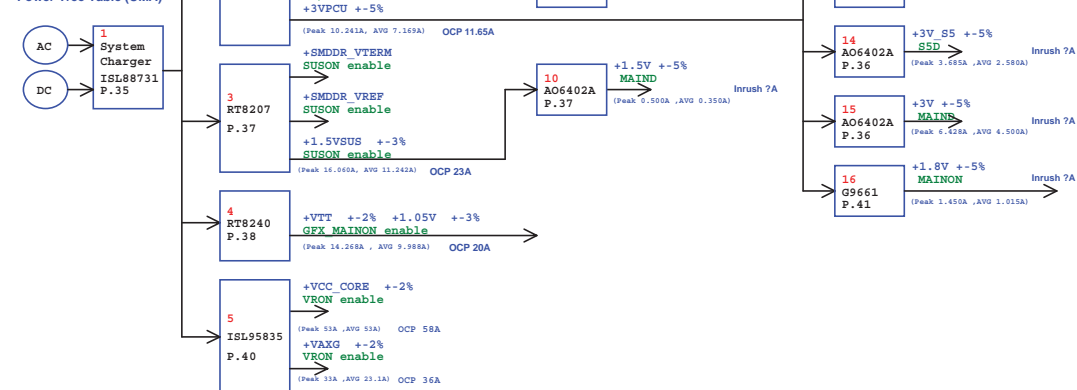 +3VPCU +-5%
(Peak 10.241A, AVG 7.169A) OCP 11.65A
AC
DC
1
System
Charger
ISL88731
P.35
3
RT8207
P.37
+SMDDR_VTERM
SUSON enable
+SMDDR_VREF
SUSON enable
+1.5VSUS +-3%
SUSON enable
(Peak 16.060A, AVG 11.242A) OCP 23A
10
AO6402A
P.37
+1.5V +-5%
MAIND
(Peak 0.500A ,AVG 0.350A)
Inrush ?A
14
AO6402A
P.36
+3V_S5 +-5%
S5D
(Peak 3.685A ,AVG 2.580A)
Inrush ?A
15
AO6402A
P.36
+3V +-5%
MAIND
(Peak 6.428A ,AVG 4.500A)
Inrush ?A
16
G9661
P.41
+1.8V +-5%
MAINON
(Peak 1.450A ,AVG 1.015A)
Inrush ?A
4
RT8240
P.38
+VTT +-2% +1.05V +-3%
GFX_MAINON enable
(Peak 14.268A , AVG 9.988A) OCP 20A
5
ISL95835
P.40
+VCC_CORE +-2%
VRON enable
(Peak 53A ,AVG 53A) OCP 58A
+VAXG +-2%
VRON enable
(Peak 33A ,AVG 23.1A) OCP 36A